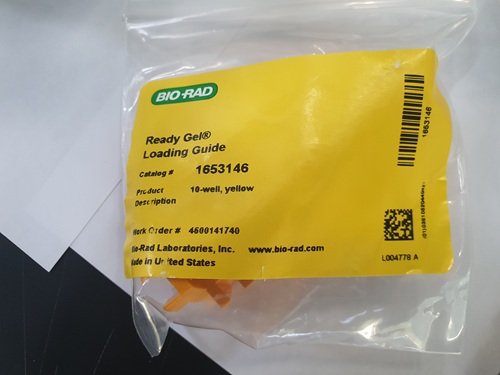 BIO-RAD
Ready Gel®
Loading Guide
Catalog # 1653146
Product 10-well, yellow
Description
Work Order # 4600141740
Bio-Rad Laboratories, Inc. www.bio-rad.com
Made in United States
1653146
L004778 A